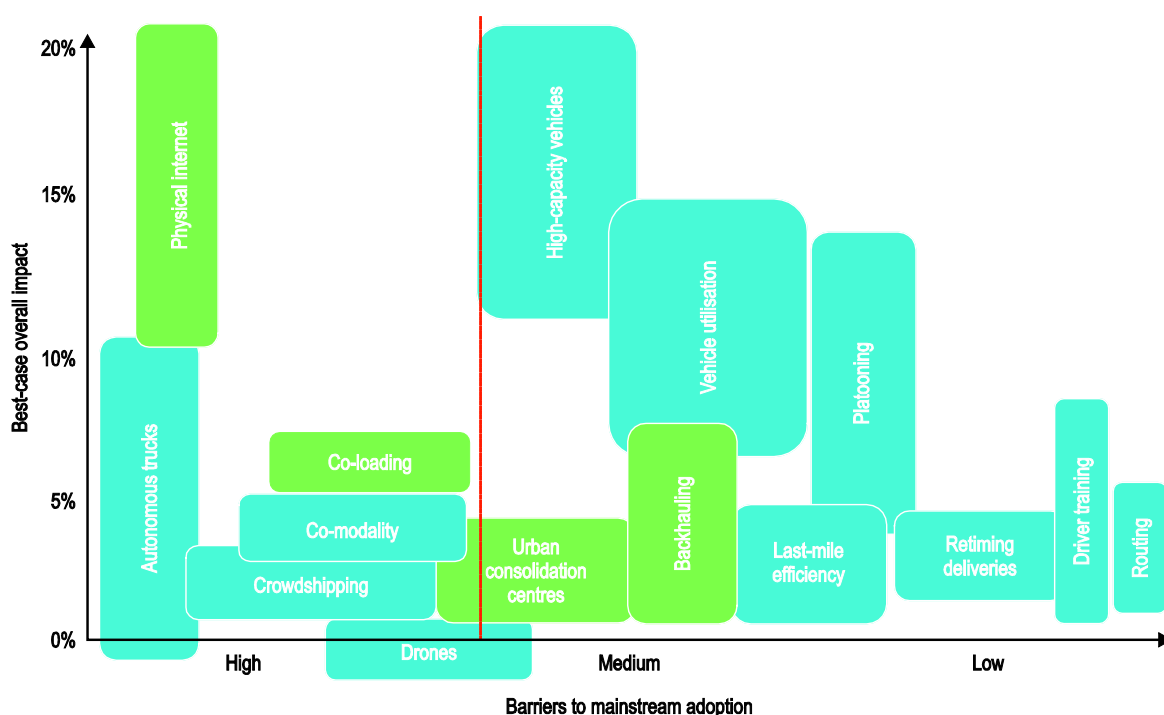 20%
15%
10%
5%
0%
Best-case overall impact
Physical internet
High-capacity vehicles
Vehicle utilisation
Platooning
Autonomous trucks
Co-loading
Co-modality
Crowdshipping
Drones
Urban
consolidation
centres
Backhauling
Last-mile
efficiency
Retiming
deliveries
Driver training
Routing
High
Medium
Low
Barriers to mainstream adoption